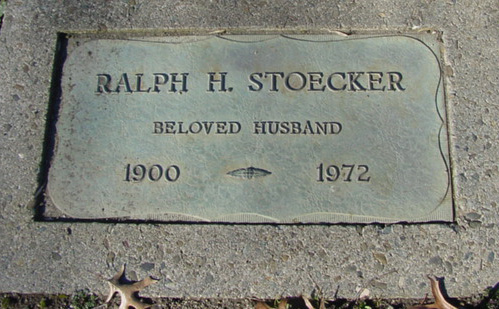 RALPH H. STOECKER
BELOVED HUSBAND
1900 1972